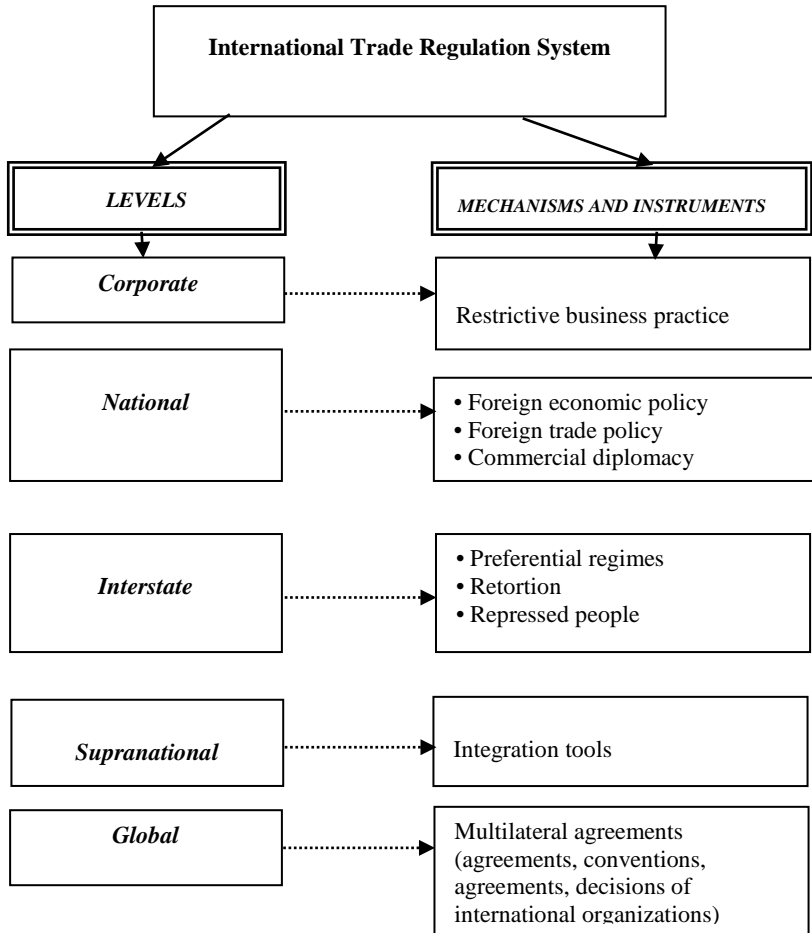 International Trade Regulation System
LEVELS
MECHANISMS AND INSTRUMENTS
Corporate
Restrictive business practice
National
• Foreign economic policy
• Foreign trade policy
• Commercial diplomacy
Interstate
• Preferential regimes
• Retortion
• Repressed people
Supranational
Integration tools
Global
Multilateral agreements
(agreements, conventions,
agreements, decisions of
international organizations)